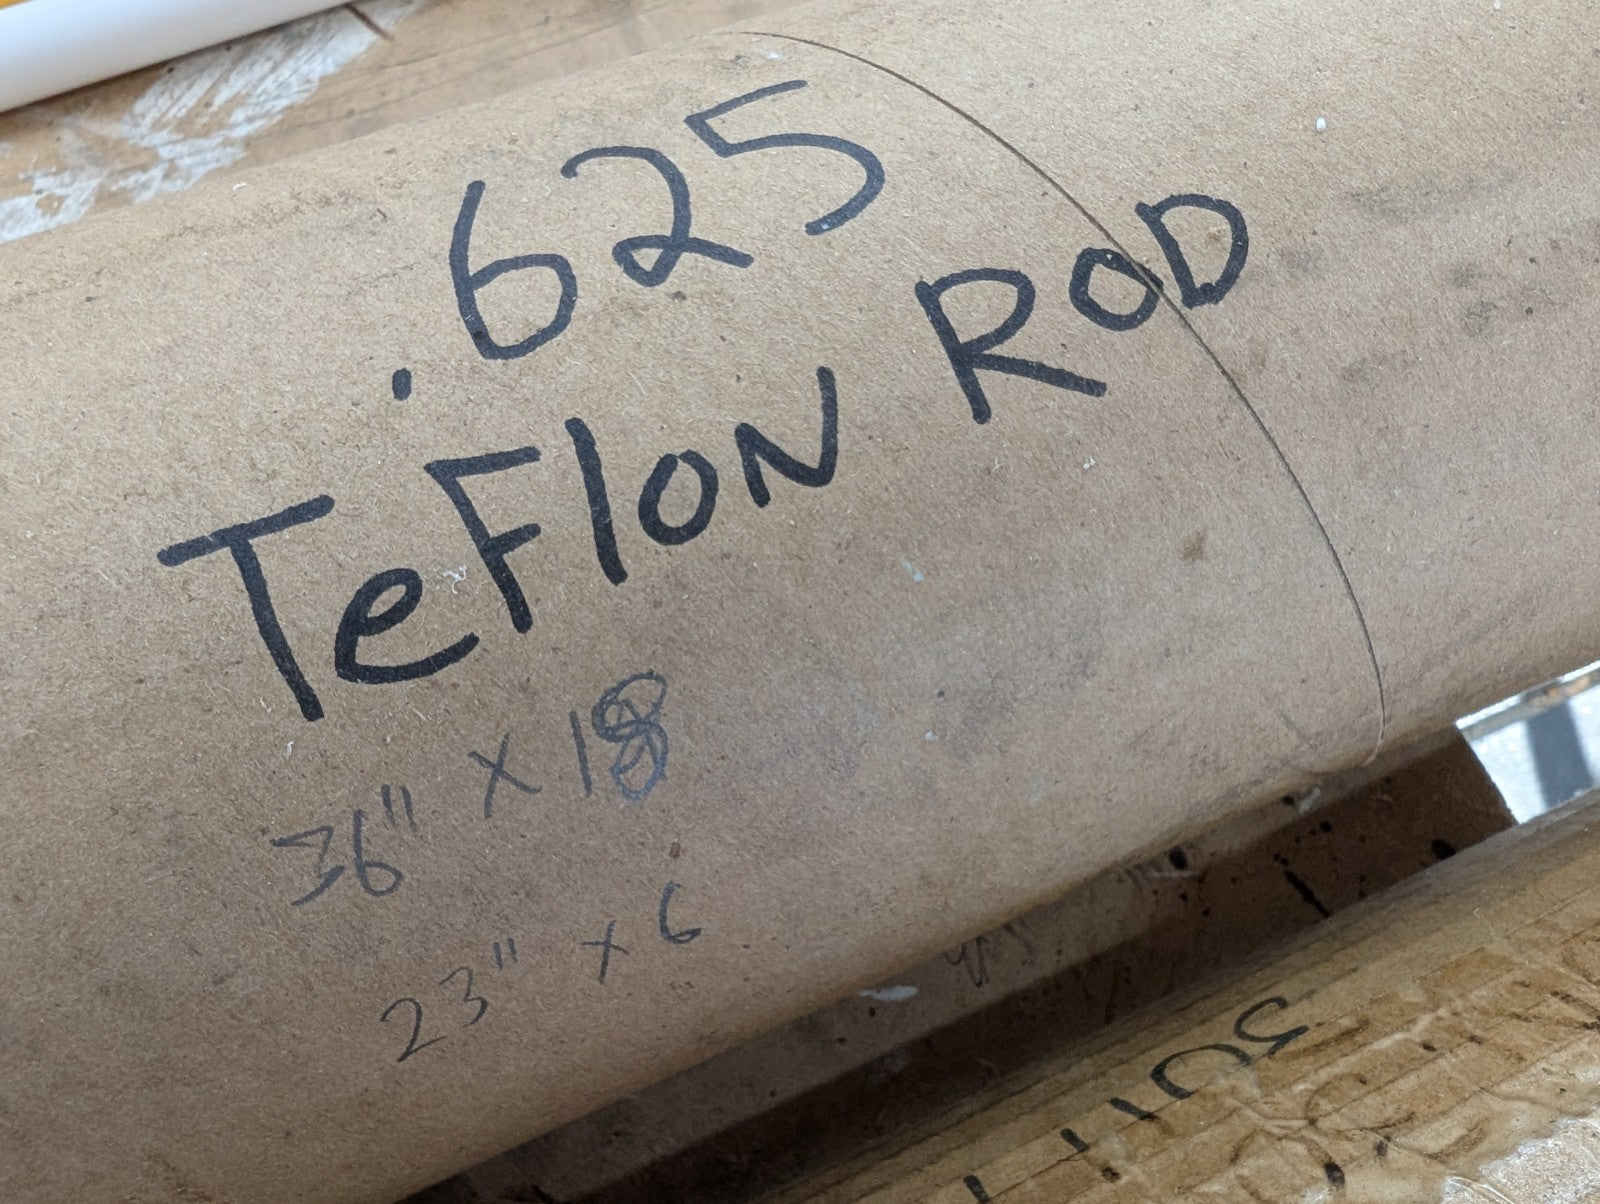 .625
TeFlON ROD
36" x 18
23" x 6